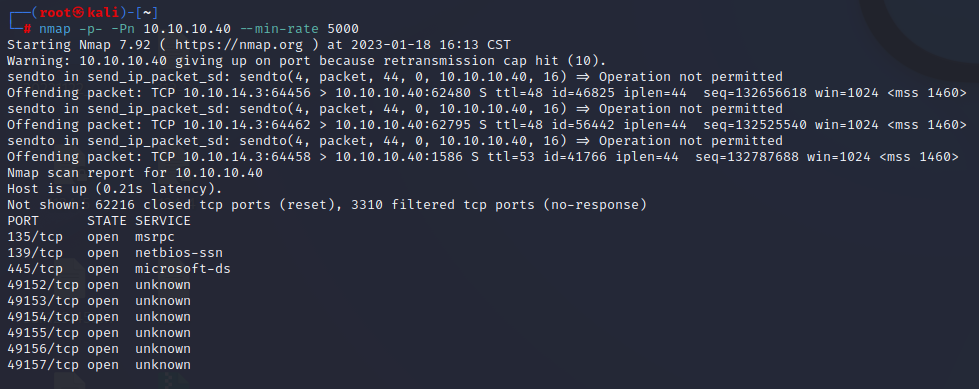 ┌──(root㉿kali)-[~]
└─# nmap -p- -Pn 10.10.10.40 --min-rate 5000
Starting Nmap 7.92 ( https://nmap.org ) at 2023-01-18 16:13 CST
Warning: 10.10.10.40 giving up on port because retransmission cap hit (10).
sendto in send_ip_packet_sd: sendto(4, packet, 44, 0, 10.10.10.40, 16) => Operation not permitted
Offending packet: TCP 10.10.14.3:64456 > 10.10.10.40:62480 S ttl=48 id=46825 iplen=44  seq=132656618 win=1024 <mss 1460>
sendto in send_ip_packet_sd: sendto(4, packet, 44, 0, 10.10.10.40, 16) => Operation not permitted
Offending packet: TCP 10.10.14.3:64462 > 10.10.10.40:62795 S ttl=48 id=56442 iplen=44  seq=132525540 win=1024 <mss 1460>
sendto in send_ip_packet_sd: sendto(4, packet, 44, 0, 10.10.10.40, 16) => Operation not permitted
Offending packet: TCP 10.10.14.3:64458 > 10.10.10.40:1586 S ttl=53 id=41766 iplen=44  seq=132787688 win=1024 <mss 1460>
Nmap scan report for 10.10.10.40
Host is up (0.21s latency).
Not shown: 62216 closed tcp ports (reset), 3310 filtered tcp ports (no-response)
PORT      STATE SERVICE
135/tcp   open  msrpc
139/tcp   open  netbios-ssn
445/tcp   open  microsoft-ds
49152/tcp open  unknown
49153/tcp open  unknown
49154/tcp open  unknown
49155/tcp open  unknown
49156/tcp open  unknown
49157/tcp open  unknown